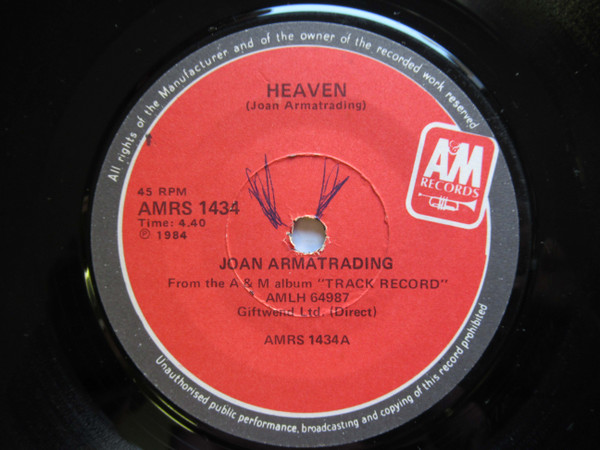 All rights of the Manufacturer and of the owner of the recorded work reserved
HEAVEN
(Joan Armatrading)
A&M
RECORDS
45 RPM
AMRS 1434
Time: 4.40
℗ 1984
JOAN ARMATRADING
From the A & M album "TRACK RECORD"
AMLH 64987
Giftwend Ltd. (Direct)
AMRS 1434A
Unauthorised public performance, broadcasting and copying of this record prohibited